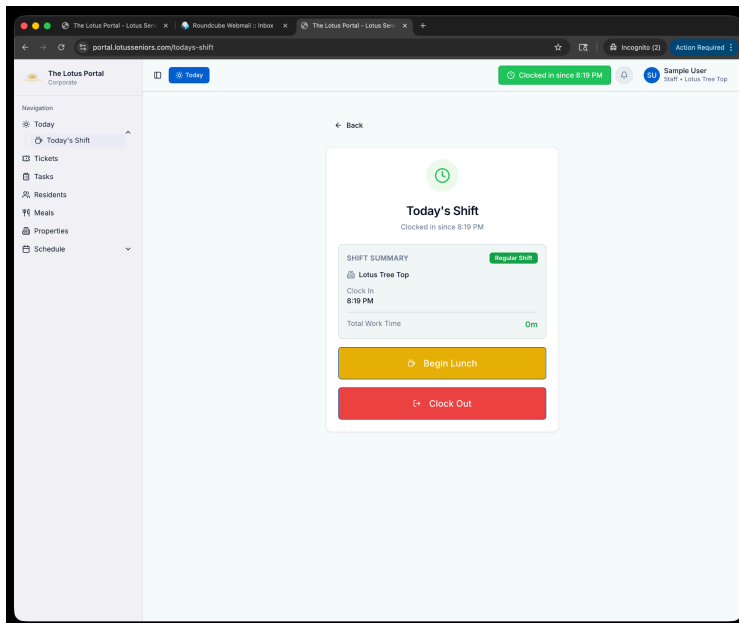 The Lotus Portal - Lotus Sen
Roundcube Webmail :: Inbox
The Lotus Portal - Lotus Sen
portal.lotusseniors.com/todays-shift
Incognito (2)
Action Required
The Lotus Portal
Corporate
Today
Clocked in since 8:19 PM
SU
Sample User
Staff • Lotus Tree Top
Navigation
Today
Today's Shift
Tickets
Tasks
Residents
Meals
Properties
Schedule
Back
Today's Shift
Clocked in since 8:19 PM
SHIFT SUMMARY
Regular Shift
Lotus Tree Top
Clock In
8:19 PM
Total Work Time
0m
Begin Lunch
Clock Out